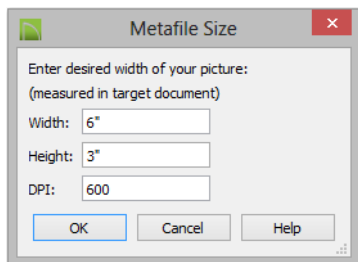 Metafile Size
Enter desired width of your picture:
(measured in target document)
Width: 6"
Height: 3"
DPI: 600
OK Cancel Help